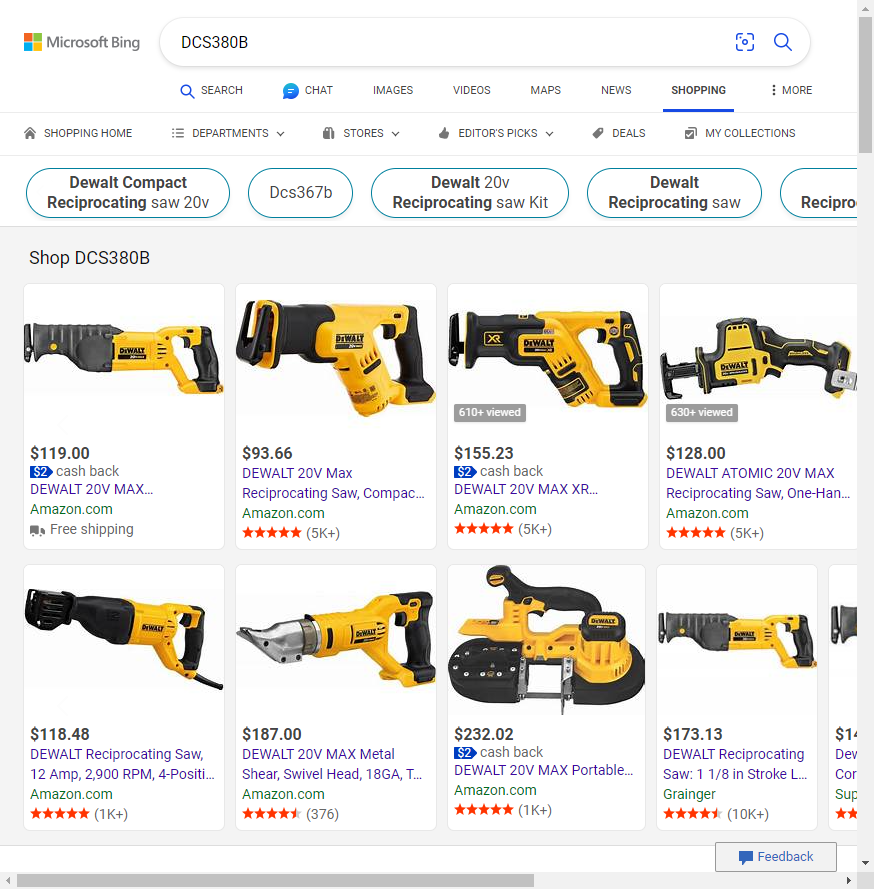 Microsoft Bing
DCS380B
SEARCH
CHAT
IMAGES
VIDEOS
MAPS
NEWS
SHOPPING
MORE
SHOPPING HOME
DEPARTMENTS
STORES
EDITOR'S PICKS
DEALS
MY COLLECTIONS
Dewalt Compact
Reciprocating saw 20v
Dcs367b
Dewalt 20v
Reciprocating saw Kit
Dewalt
Reciprocating saw
Recipro
Shop DCS380B
$119.00
$2 cash back
DEWALT 20V MAX...
Amazon.com
Free shipping
$93.66
DEWALT 20V Max
Reciprocating Saw, Compac...
Amazon.com
(5K+)
610+ viewed
$155.23
$2 cash back
DEWALT 20V MAX XR...
Amazon.com
(5K+)
630+ viewed
$128.00
DEWALT ATOMIC 20V MAX
Reciprocating Saw, One-Han...
Amazon.com
(5K+)
$118.48
DEWALT Reciprocating Saw,
12 Amp, 2,900 RPM, 4-Positi...
Amazon.com
(1K+)
$187.00
DEWALT 20V MAX Metal
Shear, Swivel Head, 18GA, T...
Amazon.com
(376)
$232.02
$2 cash back
DEWALT 20V MAX Portable...
Amazon.com
(1K+)
$173.13
DEWALT Reciprocating
Saw: 1 1/8 in Stroke L...
Grainger
(10K+)
$14
Dew
Cor
Sup
Feedback